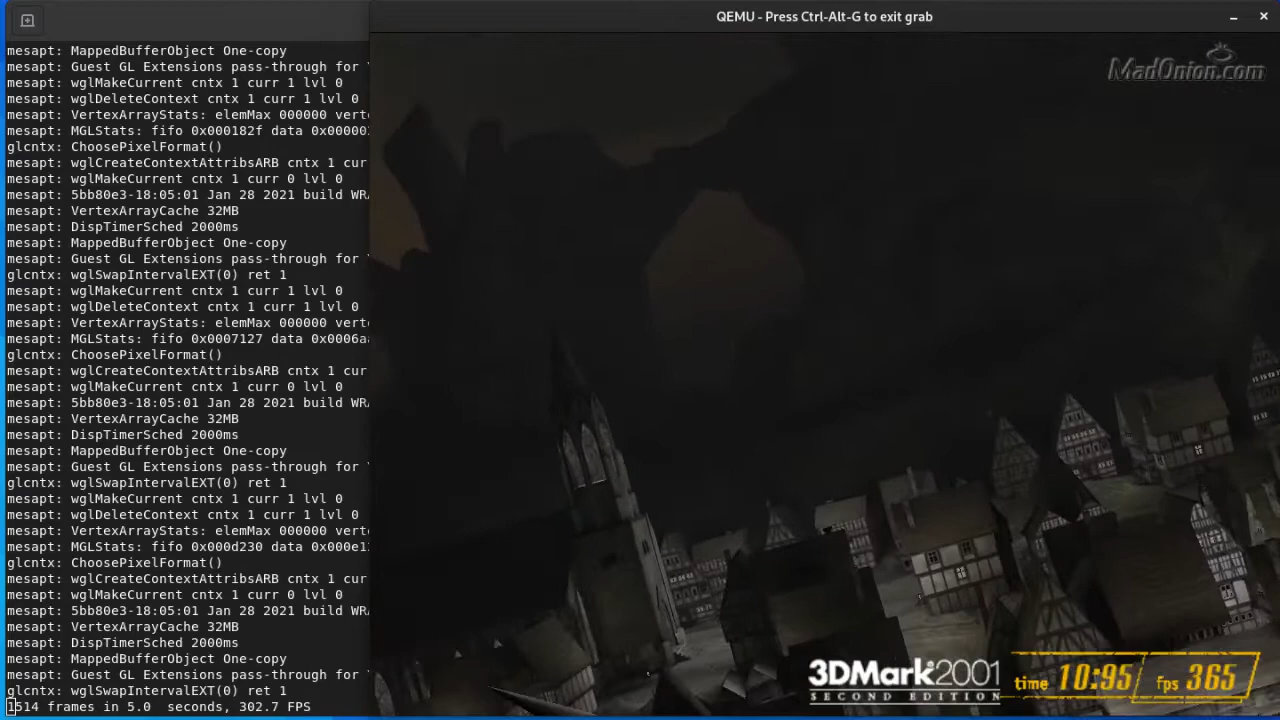 QEMU - Press Ctrl-Alt-G to exit grab
mesapt: MappedBufferObject One-copy
mesapt: Guest GL Extensions pass-through for
mesapt: wglMakeCurrent cntx 1 curr 1 lvl 0
mesapt: wglDeleteContext cntx 1 curr 1 lvl 0
mesapt: VertexArrayStats: elemMax 000000 vert
mesapt: MGLStats: fifo 0x000182f data 0x00000
glcntx: ChoosePixelFormat()
mesapt: wglCreateContextAttribsARB cntx 1 cur
mesapt: wglMakeCurrent cntx 1 curr 0 lvl 0
mesapt: 5bb80e3-18:05:01 Jan 28 2021 build WR
mesapt: VertexArrayCache 32MB
mesapt: DispTimerSched 2000ms
mesapt: MappedBufferObject One-copy
mesapt: Guest GL Extensions pass-through for
glcntx: wglSwapIntervalEXT(0) ret 1
mesapt: wglMakeCurrent cntx 1 curr 1 lvl 0
mesapt: wglDeleteContext cntx 1 curr 1 lvl 0
mesapt: VertexArrayStats: elemMax 000000 vert
mesapt: MGLStats: fifo 0x0007127 data 0x0006a
glcntx: ChoosePixelFormat()
mesapt: wglCreateContextAttribsARB cntx 1 cur
mesapt: wglMakeCurrent cntx 1 curr 0 lvl 0
mesapt: 5bb80e3-18:05:01 Jan 28 2021 build WR
mesapt: VertexArrayCache 32MB
mesapt: DispTimerSched 2000ms
mesapt: MappedBufferObject One-copy
mesapt: Guest GL Extensions pass-through for
glcntx: wglSwapIntervalEXT(0) ret 1
mesapt: wglMakeCurrent cntx 1 curr 1 lvl 0
mesapt: wglDeleteContext cntx 1 curr 1 lvl 0
mesapt: VertexArrayStats: elemMax 000000 vert
mesapt: MGLStats: fifo 0x000d230 data 0x000e1
glcntx: ChoosePixelFormat()
mesapt: wglCreateContextAttribsARB cntx 1 cur
mesapt: wglMakeCurrent cntx 1 curr 0 lvl 0
mesapt: 5bb80e3-18:05:01 Jan 28 2021 build WR
mesapt: VertexArrayCache 32MB
mesapt: DispTimerSched 2000ms
mesapt: MappedBufferObject One-copy
mesapt: Guest GL Extensions pass-through for
glcntx: wglSwapIntervalEXT(0) ret 1
1514 frames in 5.0  seconds, 302.7 FPS
MadOnion.com
3DMark2001
SECOND EDITION
time 10:95 fps 365